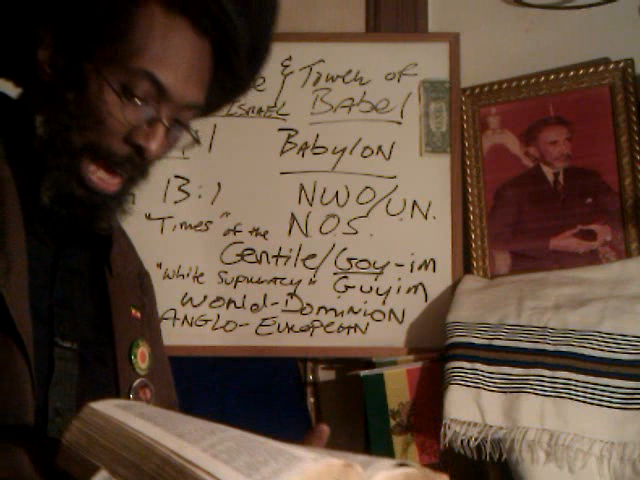 & Tower of
ISRAEL Babel
Babylon
13:1 NWO/U.N.
"Times" of the NOS.
Gentile/Goy-im
"White Supremacy" Guyim
WORLD-DOMINION
ANGLO-EUROPEAN